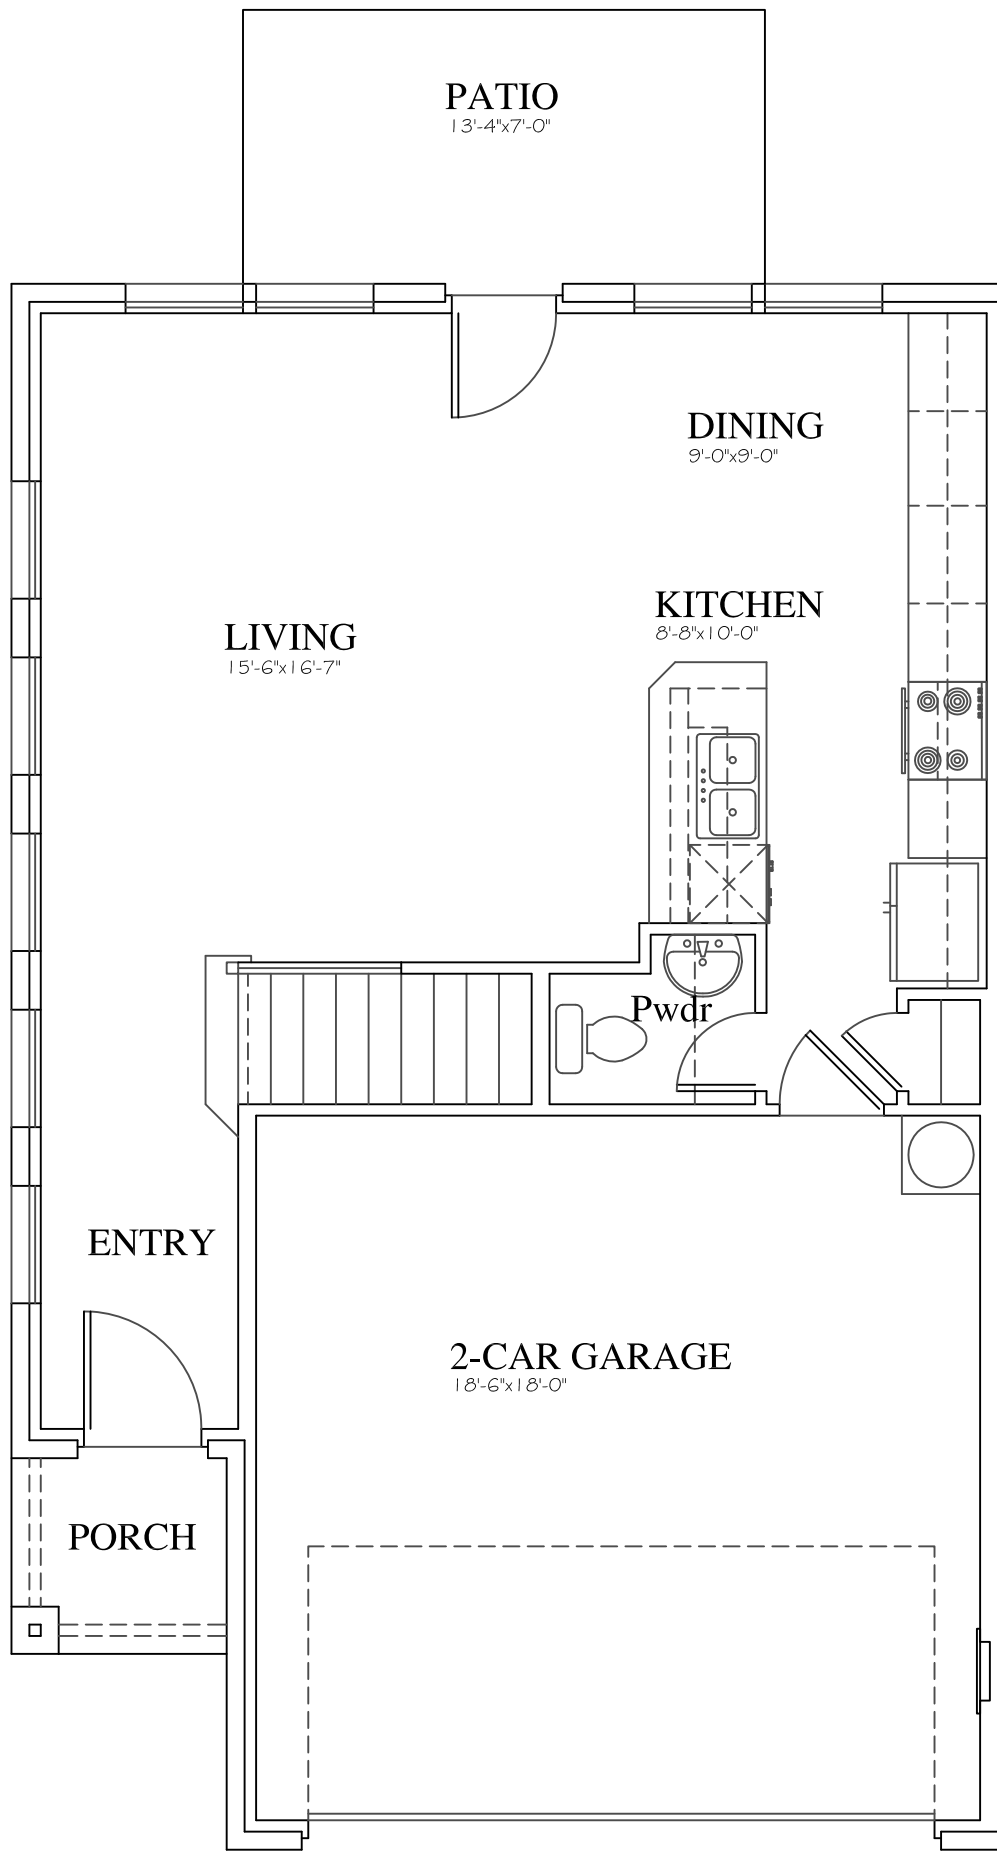 PATIO
13'-4"x7'-0"
DINING
9'-0"x9'-0"
KITCHEN
8'-8"x10'-0"
LIVING
15'-6"x16'-7"
Pwdr
ENTRY
2-CAR GARAGE
18'-6"x18'-0"
PORCH